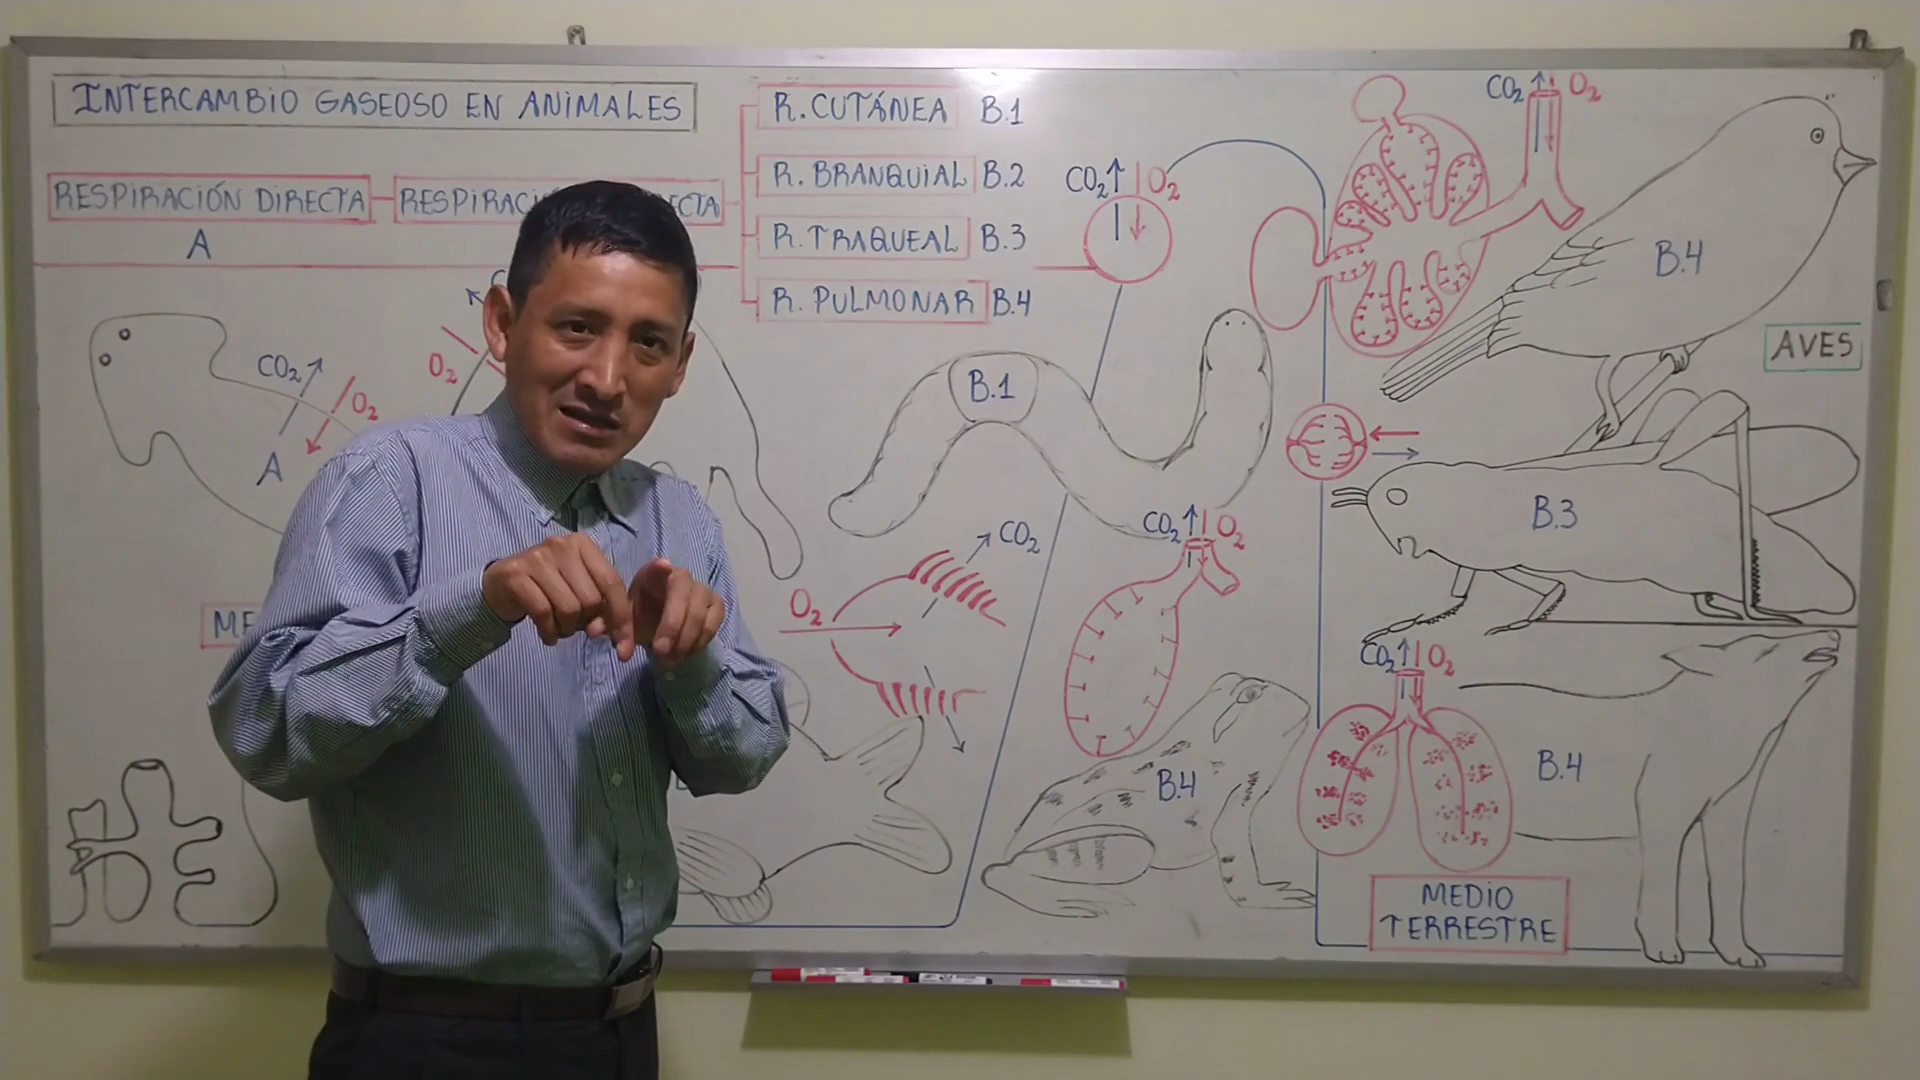 INTERCAMBIO GASEOSO EN ANIMALES
RESPIRACIÓN DIRECTA
A
R. CUTÁNEA B.1
R. BRANQUIAL B.2
R. TRAQUEAL B.3
R. PULMONAR B.4
CO₂ O₂
CO₂ O₂
B.4
AVES
CO₂
O₂
A
O₂
B.1
B.3
CO₂ O₂
CO₂
O₂
B.4
CO₂ O₂
B.4
MEDIO
TERRESTRE